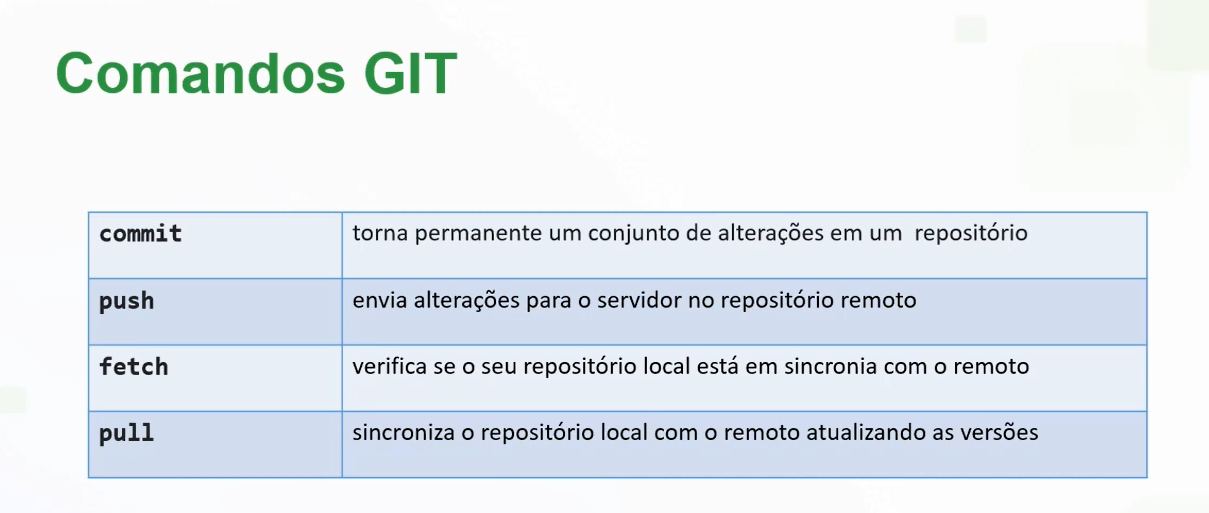 Comandos GIT
commit torna permanente um conjunto de alterações em um repositório
push envia alterações para o servidor no repositório remoto
fetch verifica se o seu repositório local está em sincronia com o remoto
pull sincroniza o repositório local com o remoto atualizando as versões